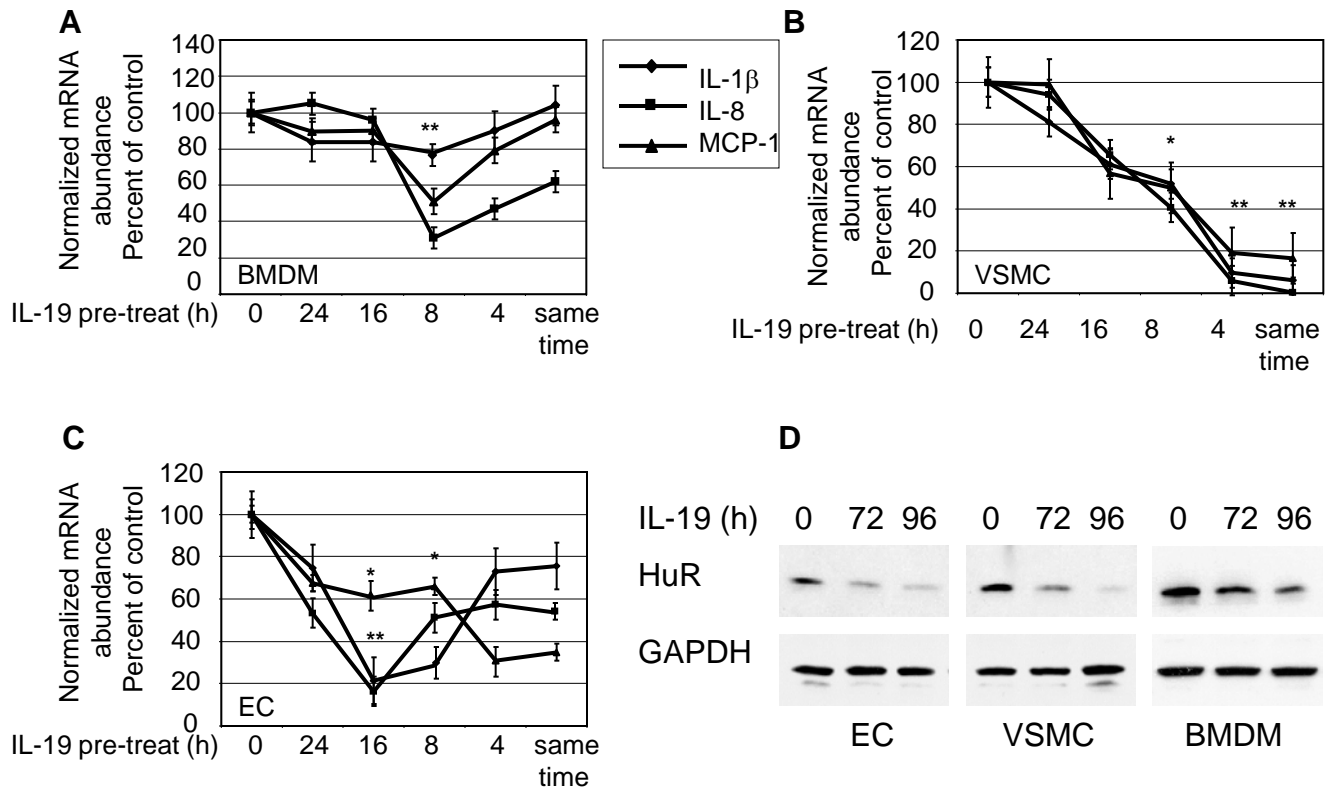 A
Normalized mRNA
abundance
Percent of control
140
120
100
80
60
40
20
0
**
BMDM
IL-19 pre-treat (h) 0 24 16 8 4 same
time
IL-1β
IL-8
MCP-1
B
Normalized mRNA
abundance
Percent of control
120
100
80
60
40
20
0
*
** **
VSMC
IL-19 pre-treat (h) 0 24 16 8 4 same
time
C
Normalized mRNA
abundance
Percent of control
120
100
80
60
40
20
0
* *
**
EC
IL-19 pre-treat (h) 0 24 16 8 4 same
time
D
IL-19 (h) 0 72 96 0 72 96 0 72 96
HuR
GAPDH
EC VSMC BMDM